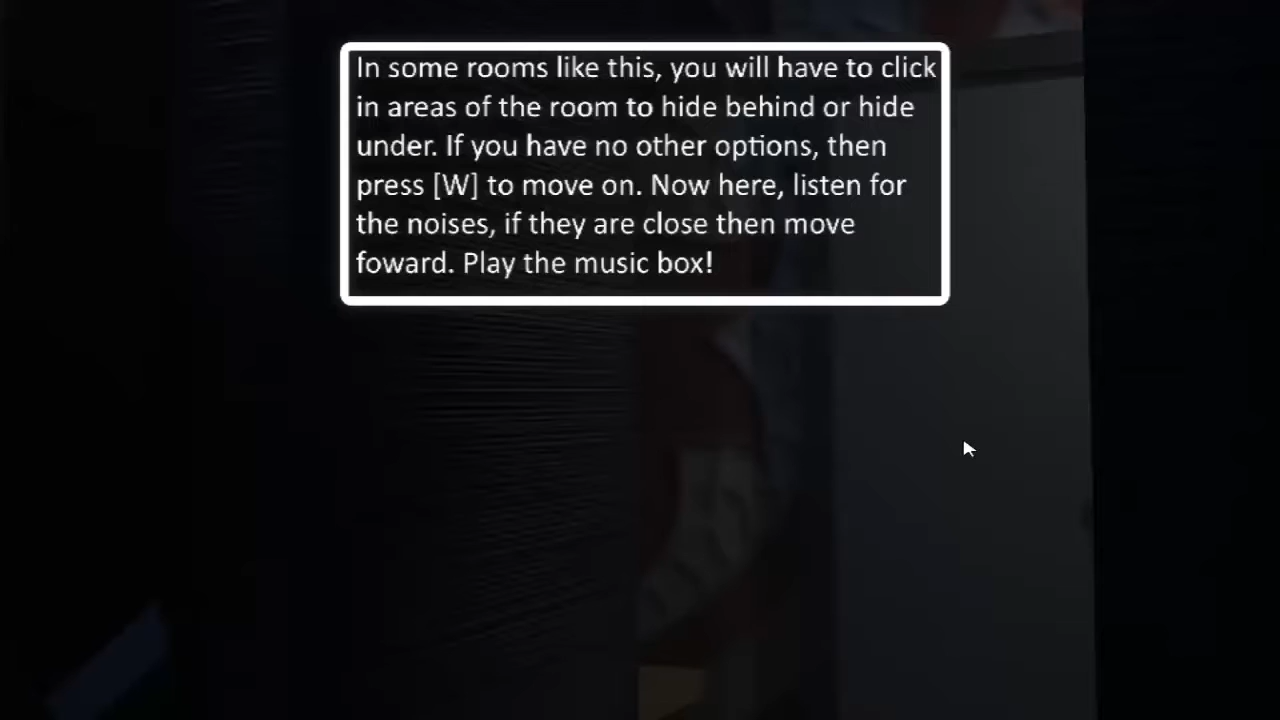 In some rooms like this, you will have to click
in areas of the room to hide behind or hide
under. If you have no other options, then
press [W] to move on. Now here, listen for
the noises, if they are close then move
foward. Play the music box!